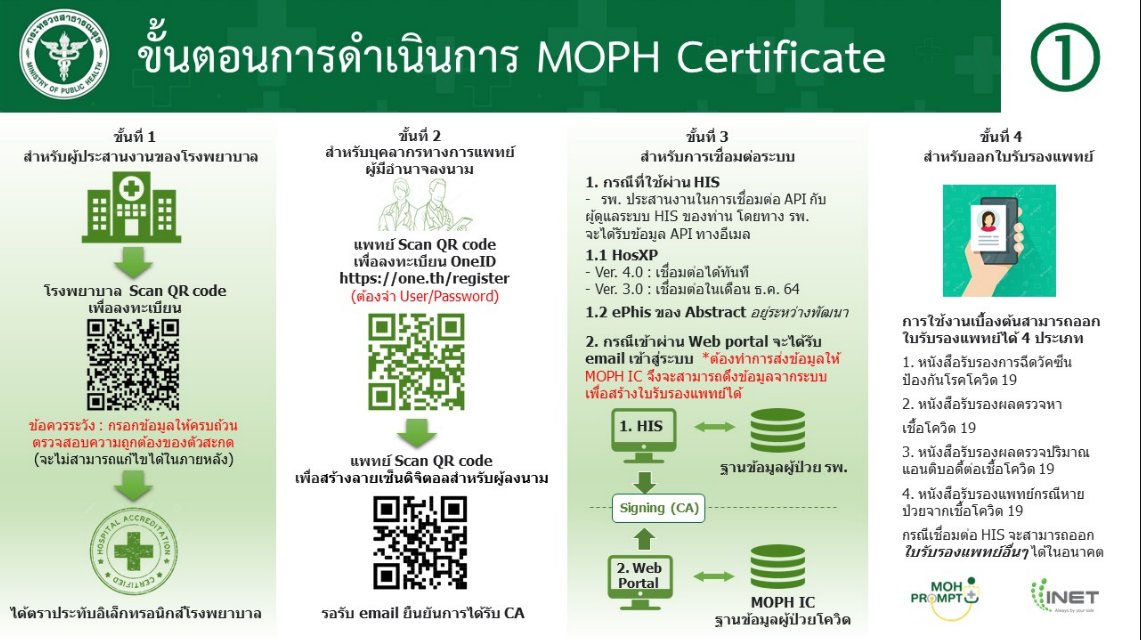 กระทรวงสาธารณสุข
MINISTRY OF PUBLIC HEALTH
ขั้นตอนการดำเนินการ MOPH Certificate
1
ขั้นที่ 1
สำหรับผู้ประสานงานของโรงพยาบาล
โรงพยาบาล Scan QR code
เพื่อลงทะเบียน
ข้อควรระวัง : กรอกข้อมูลให้ครบถ้วน
ตรวจสอบความถูกต้องของตัวสะกด
(จะไม่สามารถแก้ไขได้ในภายหลัง)
HOSPITAL ACCREDITATION
CERTIFIED
ได้ตราประทับอิเล็กทรอนิกส์โรงพยาบาล
ขั้นที่ 2
สำหรับบุคลากรทางการแพทย์
ผู้มีอำนาจลงนาม
แพทย์ Scan QR code
เพื่อลงทะเบียน OneID
https://one.th/register
(ต้องจำ User/Password)
แพทย์ Scan QR code
เพื่อสร้างลายเซ็นดิจิตอลสำหรับผู้ลงนาม
รอรับ email ยืนยันการได้รับ CA
ขั้นที่ 3
สำหรับการเชื่อมต่อระบบ
1. กรณีที่ใช้ผ่าน HIS
- รพ. ประสานงานในการเชื่อมต่อ API กับ
ผู้ดูแลระบบ HIS ของท่าน โดยทาง รพ.
จะได้รับข้อมูล API ทางอีเมล
1.1 HosXP
- Ver. 4.0 : เชื่อมต่อได้ทันที
- Ver. 3.0 : เชื่อมต่อในเดือน ธ.ค. 64
1.2 ePhis ของ Abstract อยู่ระหว่างพัฒนา
2. กรณีเข้าผ่าน Web portal จะได้รับ
email เข้าสู่ระบบ *ต้องทำการส่งข้อมูลให้
MOPH IC จึงจะสามารถดึงข้อมูลจากระบบ
เพื่อสร้างใบรับรองแพทย์ได้
1. HIS
ฐานข้อมูลผู้ป่วย รพ.
Signing (CA)
2. Web
Portal
MOPH IC
ฐานข้อมูลผู้ป่วยโควิด
ขั้นที่ 4
สำหรับออกใบรับรองแพทย์
การใช้งานเบื้องต้นสามารถออก
ใบรับรองแพทย์ได้ 4 ประเภท
1. หนังสือรับรองการฉีดวัคซีน
ป้องกันโรคโควิด 19
2. หนังสือรับรองผลตรวจหา
เชื้อโควิด 19
3. หนังสือรับรองผลตรวจปริมาณ
แอนติบอดี้ต่อเชื้อโควิด 19
4. หนังสือรับรองแพทย์กรณีหาย
ป่วยจากเชื้อโควิด 19
กรณีเชื่อมต่อ HIS จะสามารถออก
ใบรับรองแพทย์อื่นๆ ได้ในอนาคต
MOH
PROMPT
INET
Always by your side